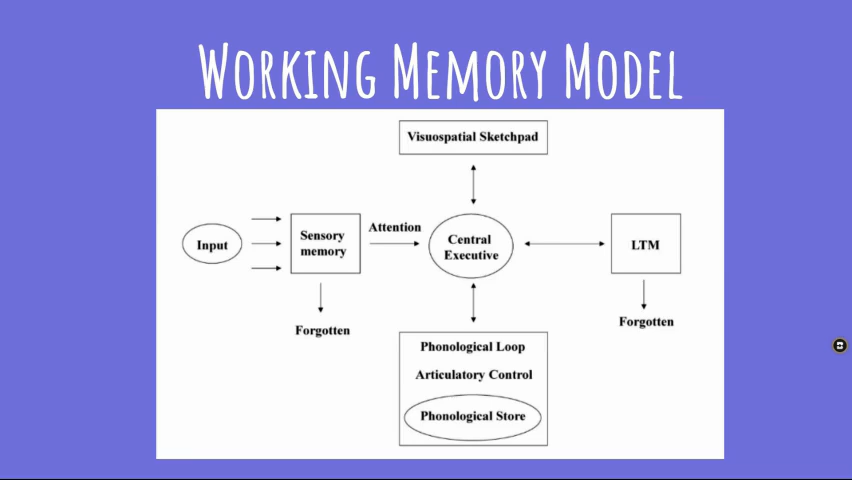 Working Memory Model
Visuospatial Sketchpad
Input
Sensory
memory
Attention
Central
Executive
LTM
Forgotten
Forgotten
Phonological Loop
Articulatory Control
Phonological Store